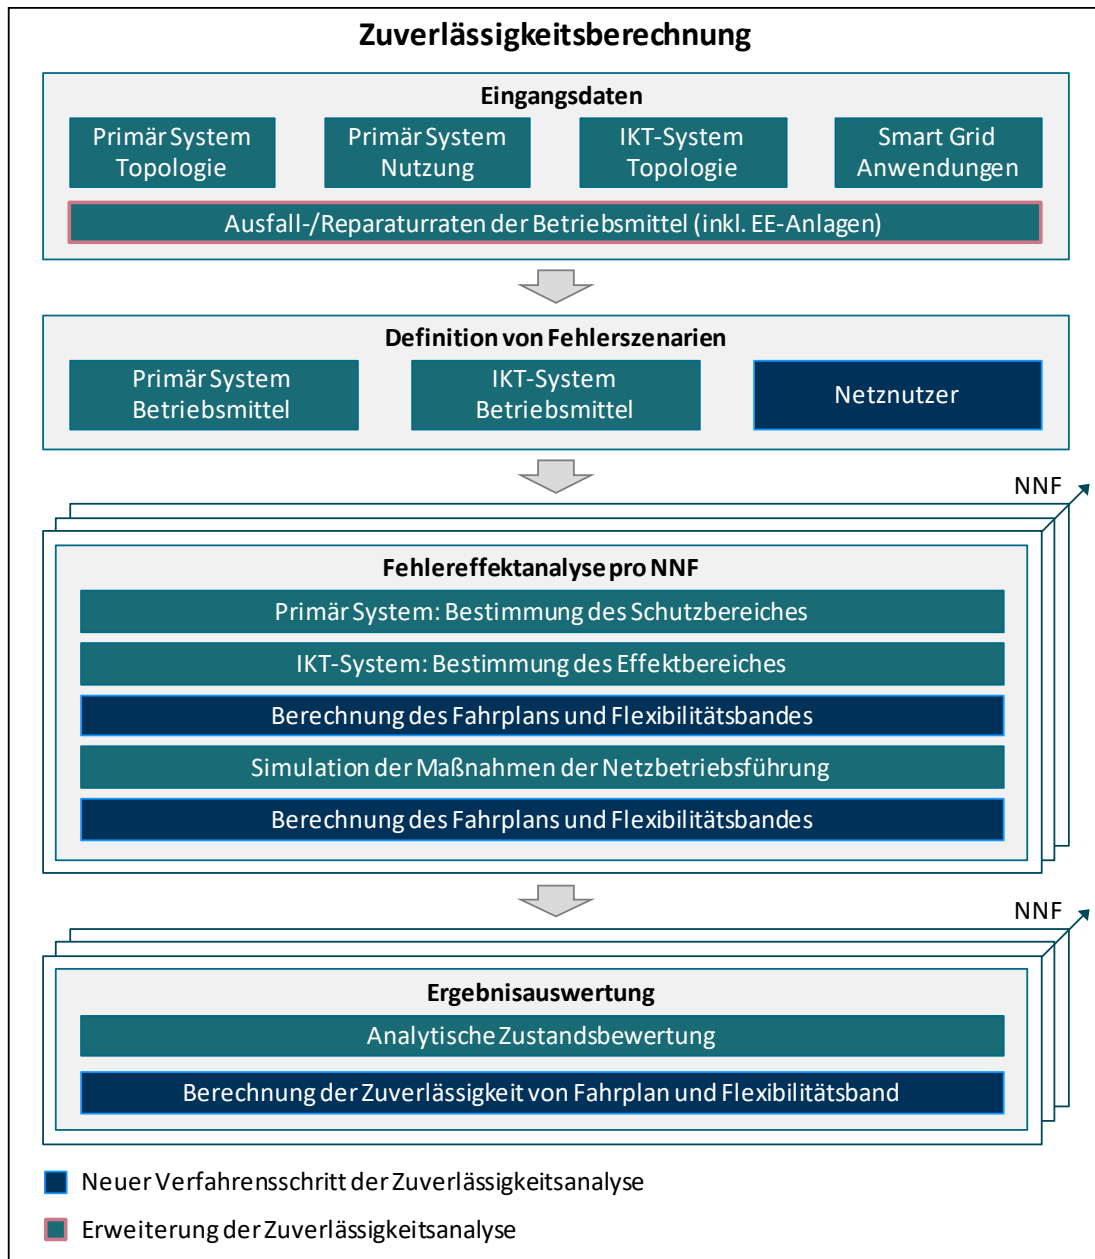 Zuverlässigkeitsberechnung
Eingangsdaten
Primär System
Topologie
Primär System
Nutzung
IKT-System
Topologie
Smart Grid
Anwendungen
Ausfall-/Reparaturraten der Betriebsmittel (inkl. EE-Anlagen)
Definition von Fehlerszenarien
Primär System
Betriebsmittel
IKT-System
Betriebsmittel
Netznutzer
NNF
Fehlereffektanalyse pro NNF
Primär System: Bestimmung des Schutzbereiches
IKT-System: Bestimmung des Effektbereiches
Berechnung des Fahrplans und Flexibilitätsbandes
Simulation der Maßnahmen der Netzbetriebsführung
Berechnung des Fahrplans und Flexibilitätsbandes
NNF
Ergebnisauswertung
Analytische Zustandsbewertung
Berechnung der Zuverlässigkeit von Fahrplan und Flexibilitätsband
Neuer Verfahrensschritt der Zuverlässigkeitsanalyse
Erweiterung der Zuverlässigkeitsanalyse